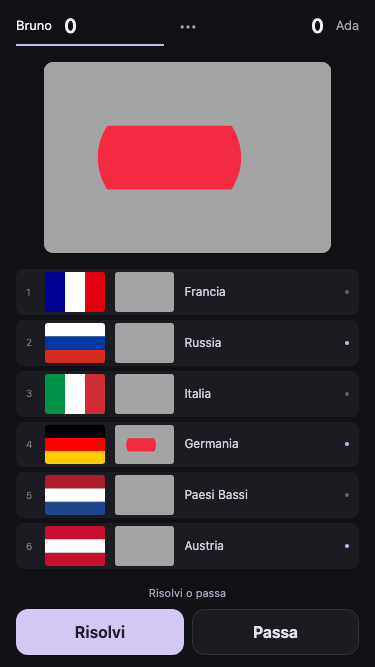 Bruno 0 ••• 0 Ada
1 Francia
2 Russia
3 Italia
4 Germania
5 Paesi Bassi
6 Austria
Risolvi o passa
Risolvi Passa